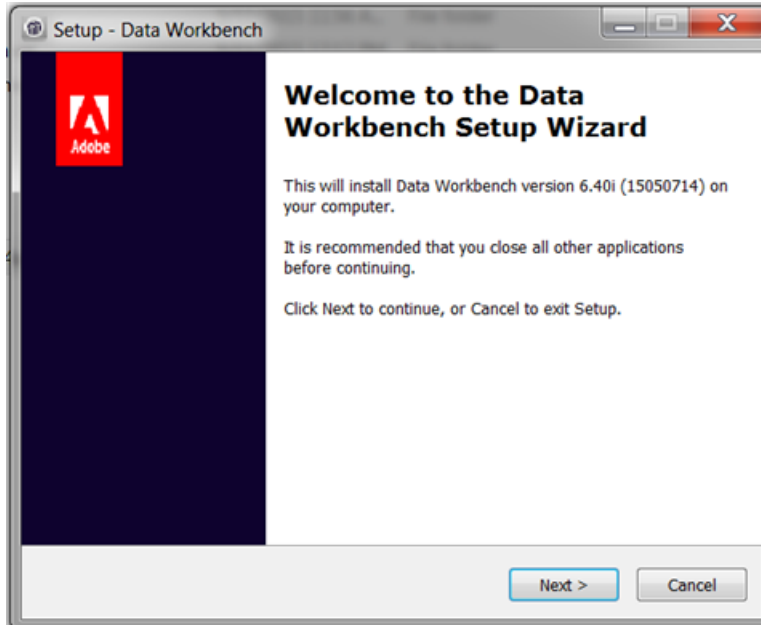 Setup - Data Workbench
Adobe
Welcome to the Data
Workbench Setup Wizard
This will install Data Workbench version 6.40i (15050714) on
your computer.
It is recommended that you close all other applications
before continuing.
Click Next to continue, or Cancel to exit Setup.
Next >
Cancel